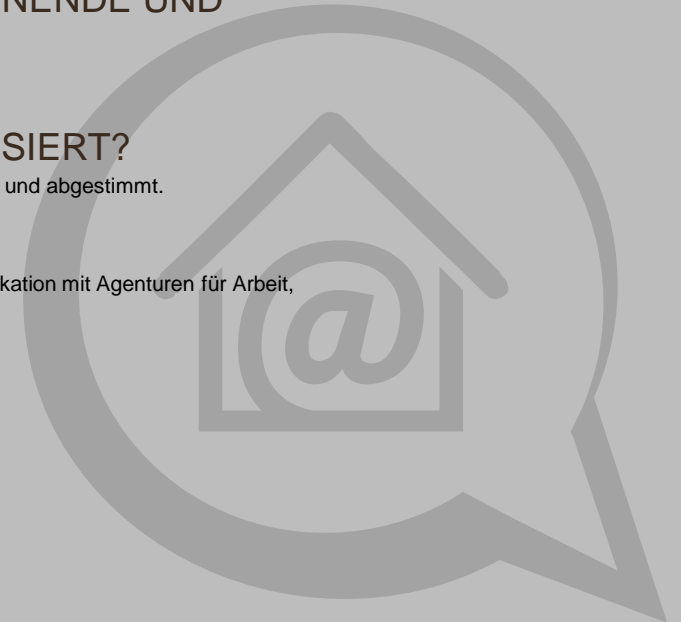 NENDE UND
SIERT?
und abgestimmt.
kation mit Agenturen für Arbeit,
@